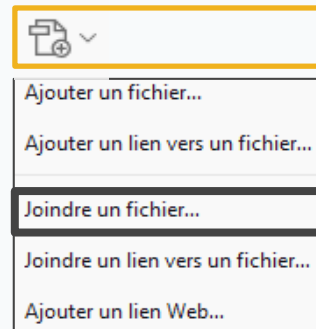 Ajouter un fichier...
Ajouter un lien vers un fichier...
Joindre un fichier...
Joindre un lien vers un fichier...
Ajouter un lien Web...